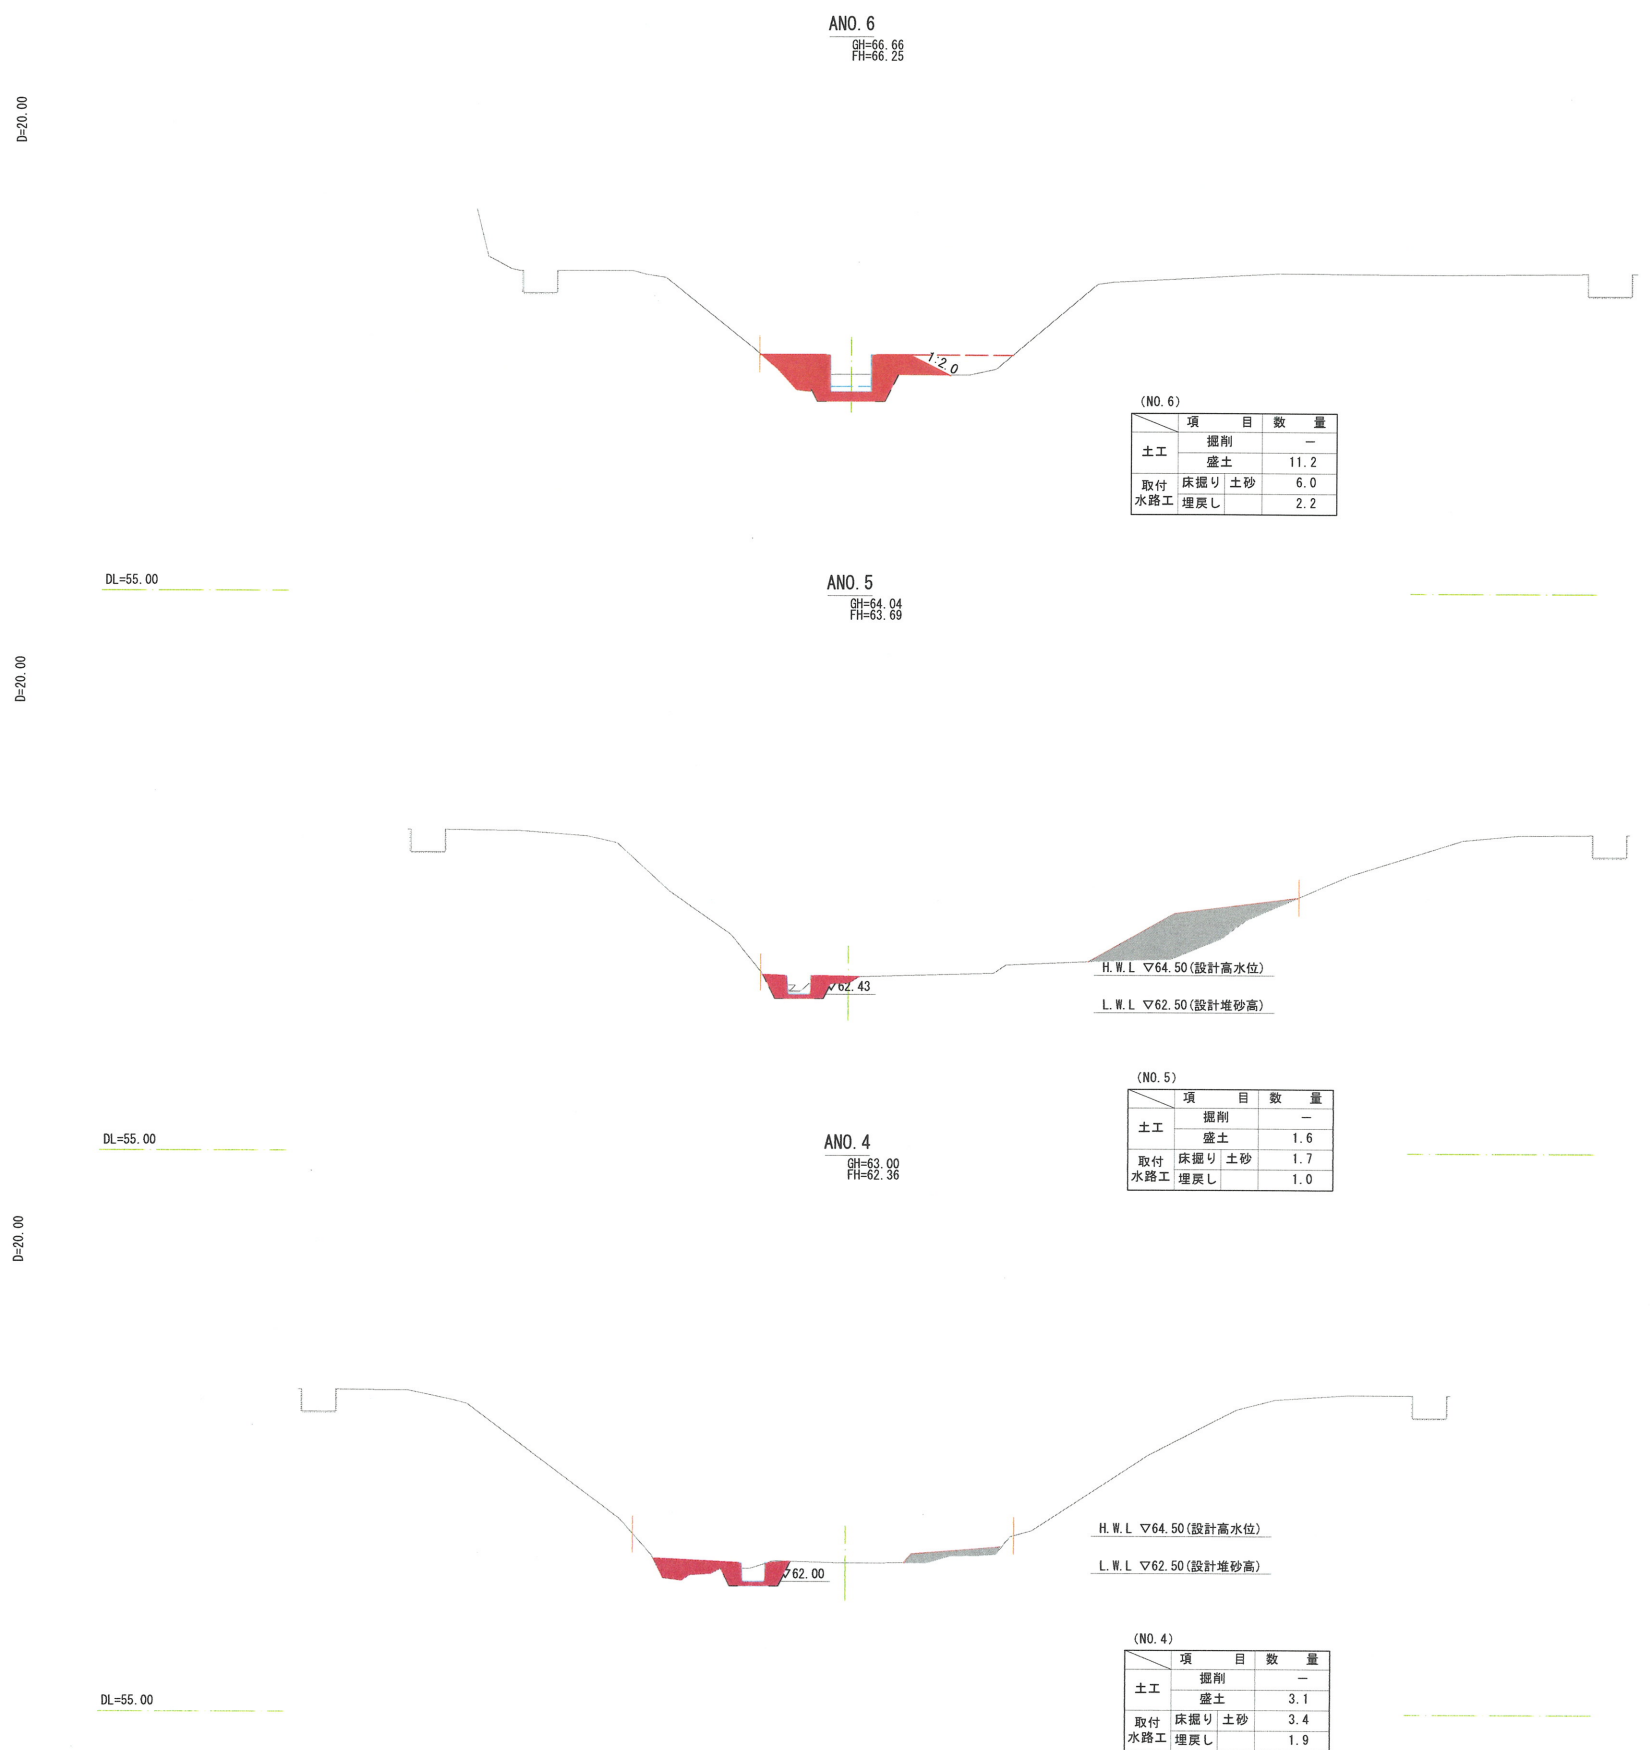 ANO. 6
GH=66. 66
FH=66. 25
D=20. 00
1:2.0
(NO. 6)
項 目 数 量
土工 掘削 －
盛土 11. 2
取付水路工 床掘り 土砂 6. 0
埋戻し 2. 2
DL=55. 00
ANO. 5
GH=64. 04
FH=63. 69
D=20. 00
H. W. L ▽64. 50(設計高水位)
▽62. 43
L. W. L ▽62. 50(設計堆砂高)
(NO. 5)
項 目 数 量
土工 掘削 －
盛土 1. 6
取付水路工 床掘り 土砂 1. 7
埋戻し 1. 0
DL=55. 00
ANO. 4
GH=63. 00
FH=62. 36
D=20. 00
H. W. L ▽64. 50(設計高水位)
L. W. L ▽62. 50(設計堆砂高)
▽62. 00
(NO. 4)
項 目 数 量
土工 掘削 －
盛土 3. 1
取付水路工 床掘り 土砂 3. 4
埋戻し 1. 9
DL=55. 00